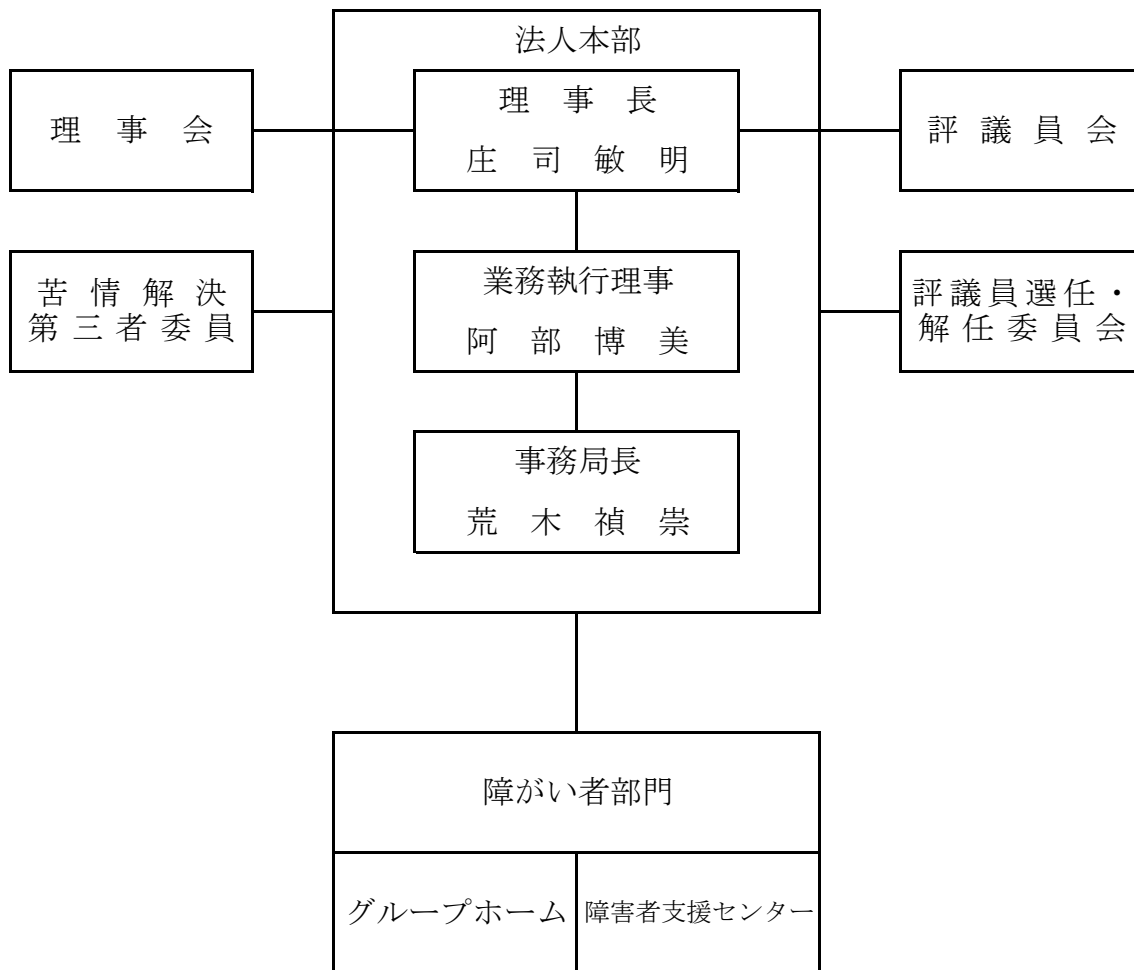 法人本部
理事会
理事長
庄司敏明
評議員会
苦情解決
第三者委員
業務執行理事
阿部博美
評議員選任・
解任委員会
事務局長
荒木禎崇
障がい者部門
グループホーム
障害者支援センター